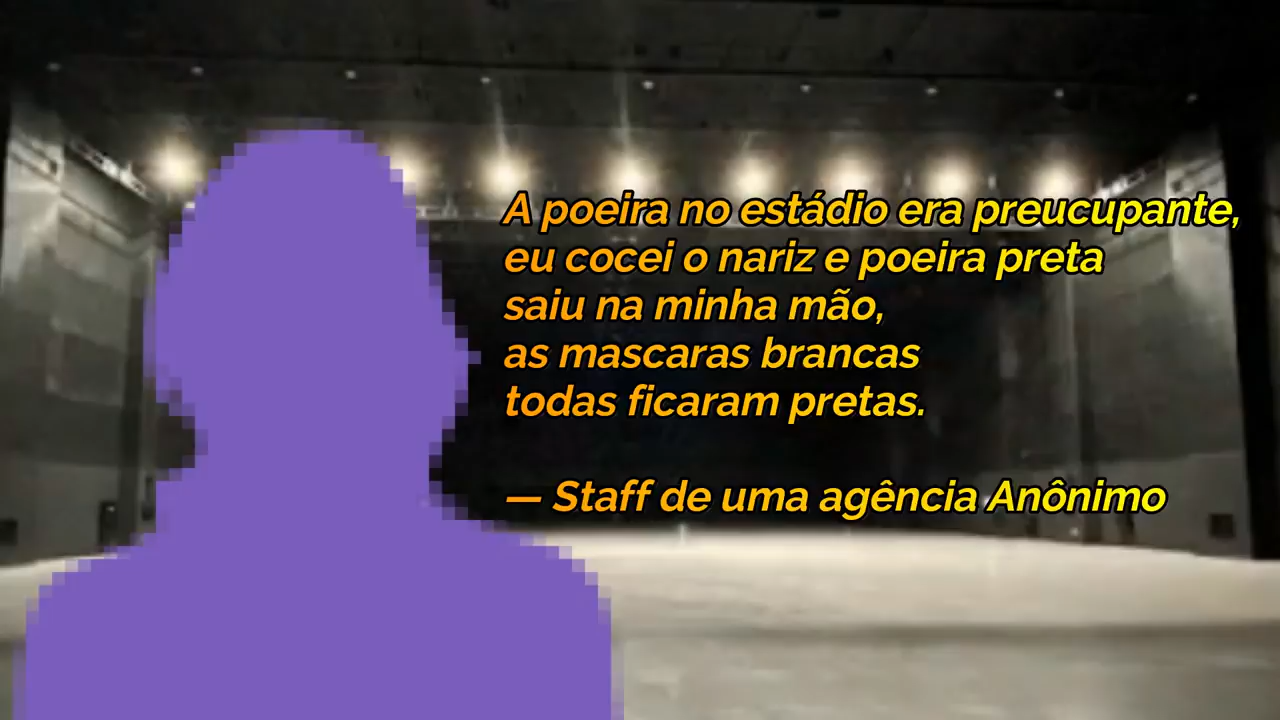 A poeira no estádio era preucupante,
eu cocei o nariz e poeira preta
saiu na minha mão,
as mascaras brancas
todas ficaram pretas.
— Staff de uma agência Anônimo